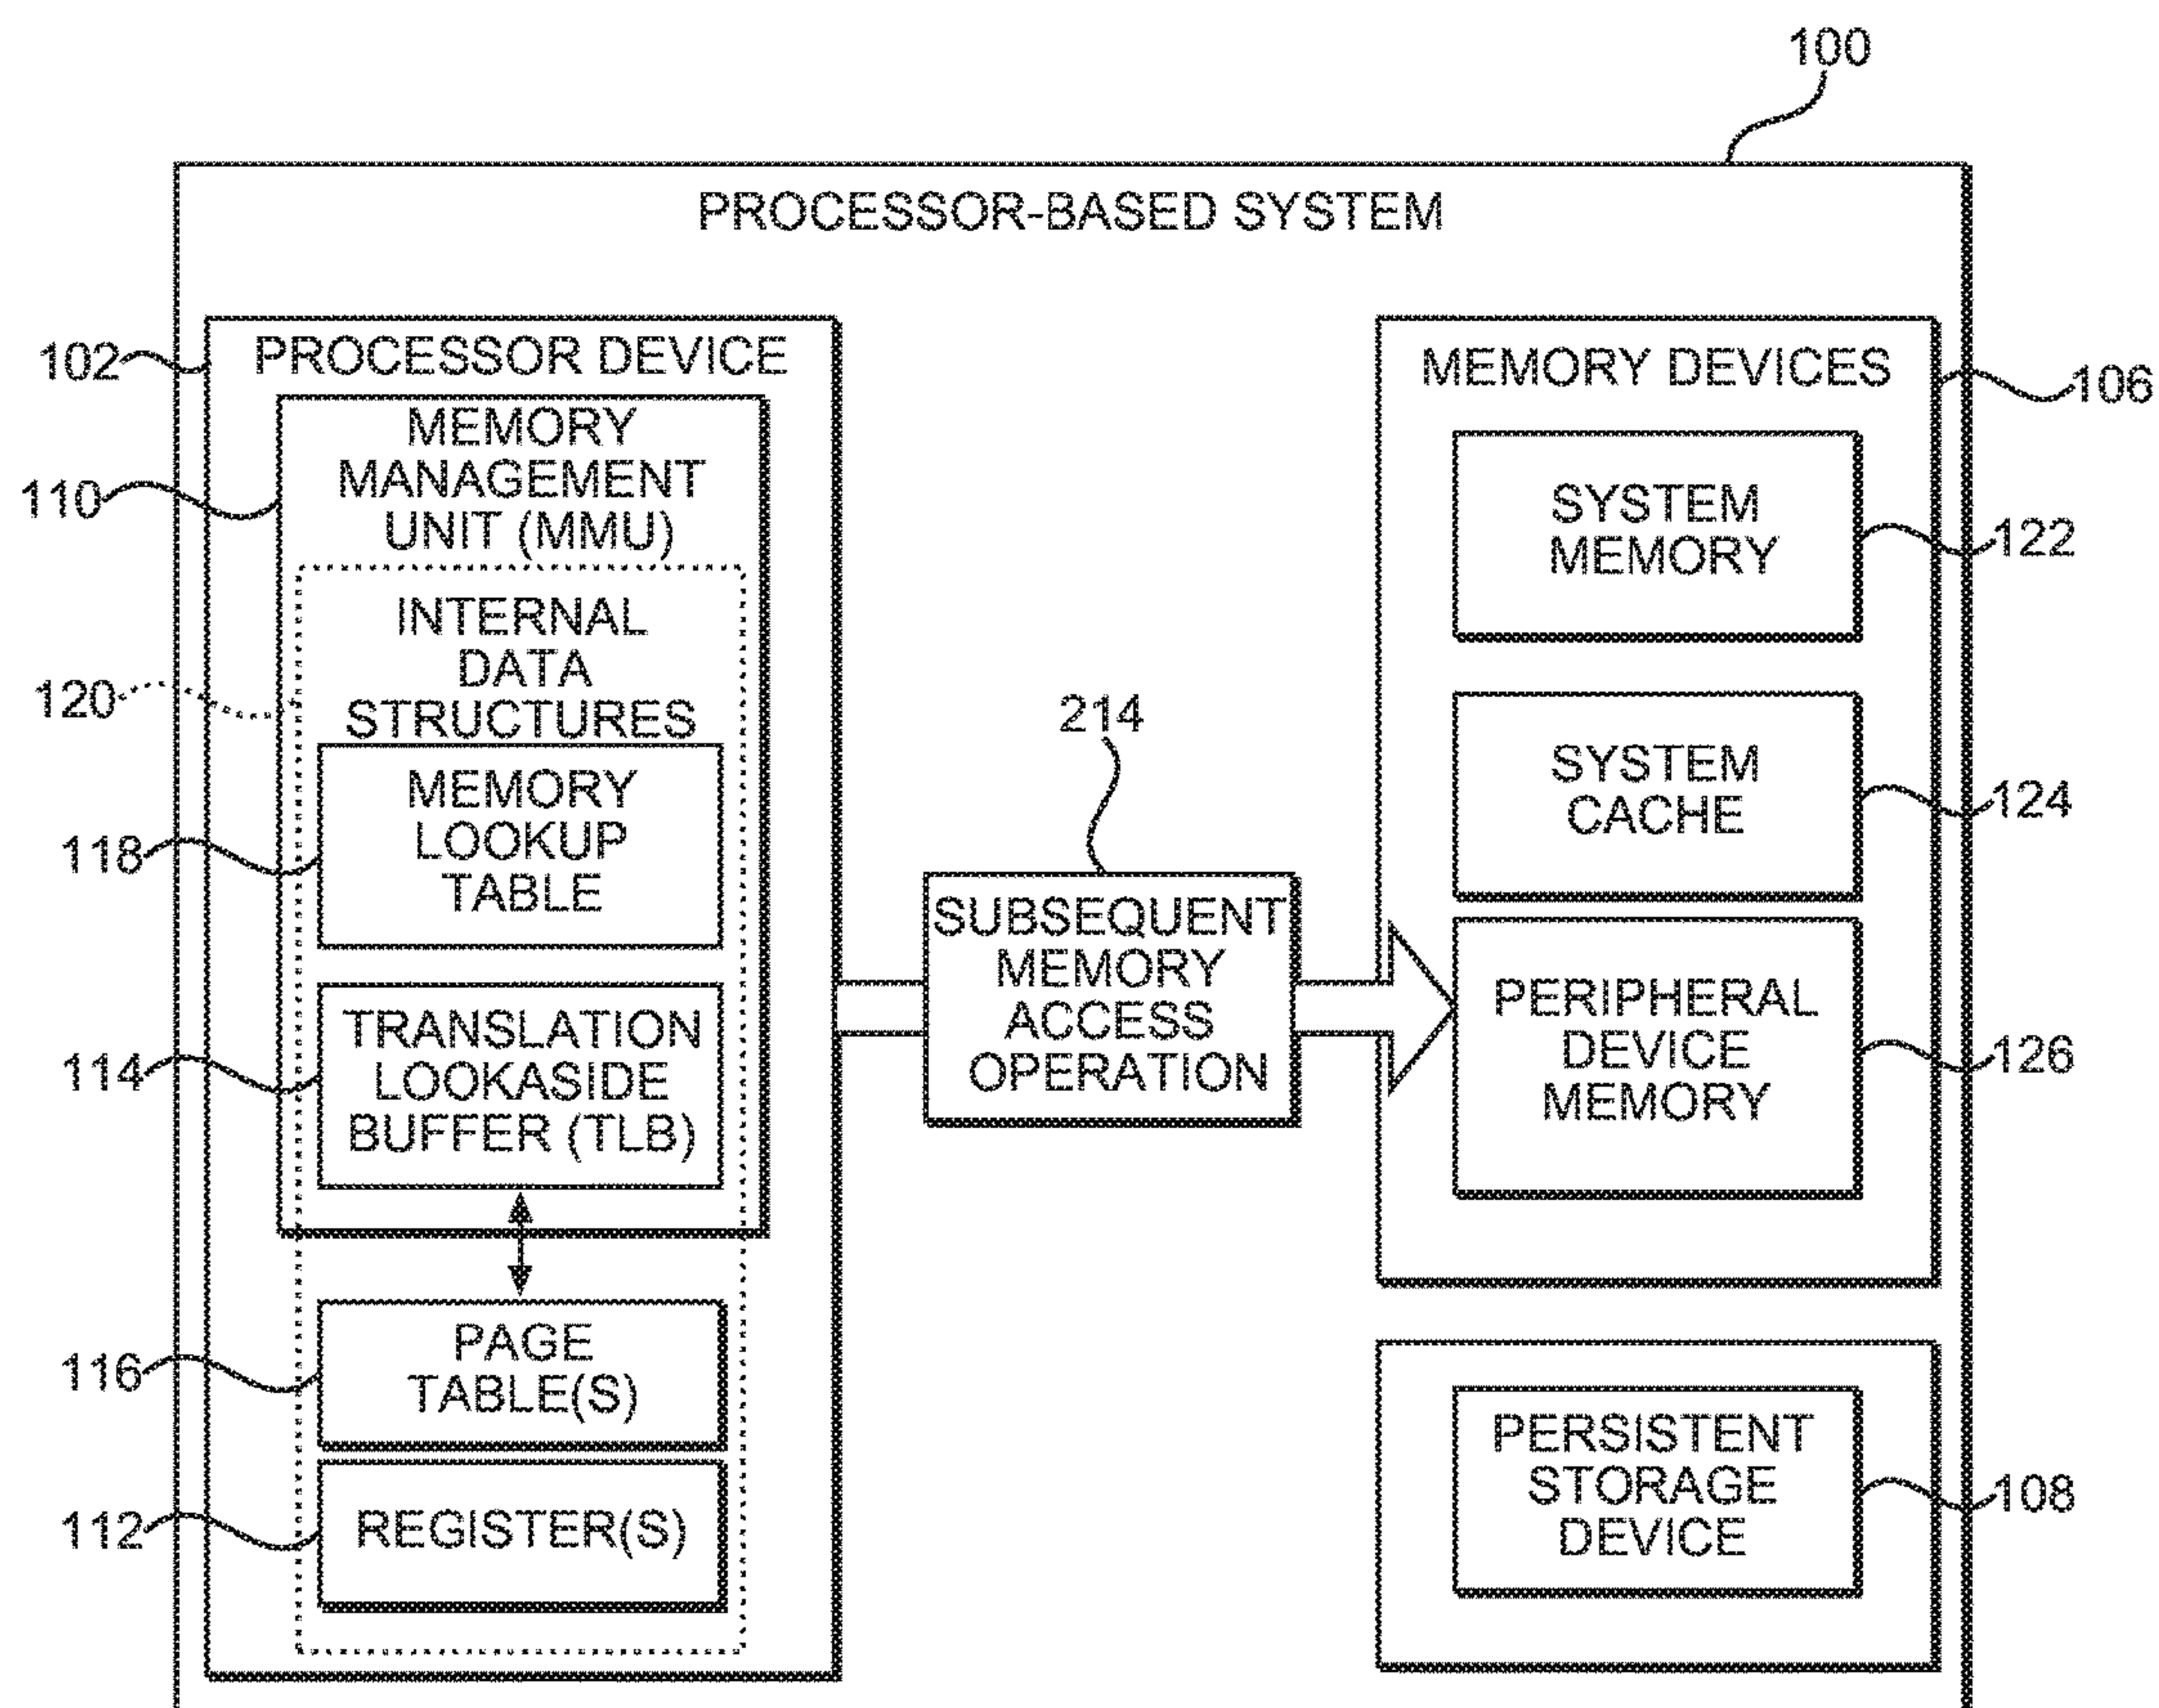 100
PROCESSOR-BASED SYSTEM
102
PROCESSOR DEVICE
110
MEMORY
MANAGEMENT
UNIT (MMU)
120
INTERNAL
DATA
STRUCTURES
118
MEMORY
LOOKUP
TABLE
114
TRANSLATION
LOOKASIDE
BUFFER (TLB)
116
PAGE
TABLE(S)
112
REGISTER(S)
214
SUBSEQUENT
MEMORY
ACCESS
OPERATION
MEMORY DEVICES
106
SYSTEM
MEMORY
122
SYSTEM
CACHE
124
PERIPHERAL
DEVICE
MEMORY
126
PERSISTENT
STORAGE
DEVICE
108